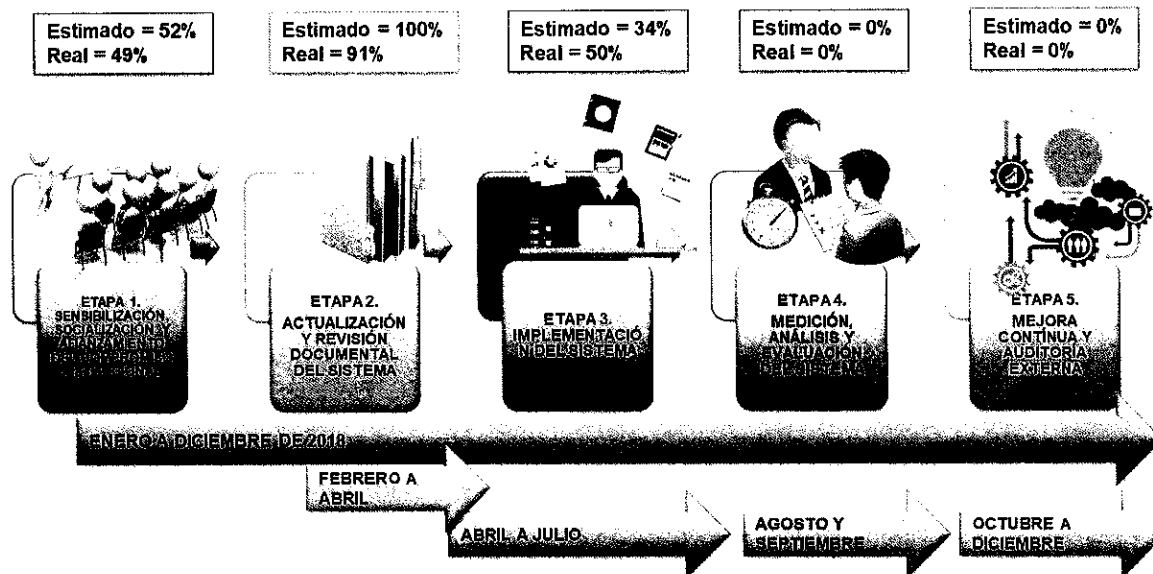 Estimado = 52%
Real = 49%
Estimado = 100%
Real = 91%
Estimado = 34%
Real = 50%
Estimado = 0%
Real = 0%
Estimado = 0%
Real = 0%
ETAPA 1.
SENSIBILIZACIÓN,
SOCIALIZACIÓN Y
AFIANZAMIENTO
ETAPA 2.
ACTUALIZACIÓN
Y REVISIÓN
DOCUMENTAL
DEL SISTEMA
ETAPA 3.
IMPLEMENTACIÓ
N DEL SISTEMA
ETAPA 4.
MEDICIÓN,
ANÁLISIS Y
EVALUACIÓN
DEL SISTEMA
ETAPA 5.
MEJORA
CONTÍNUA Y
AUDITORÍA
EXTERNA
ENERO A DICIEMBRE DE 2018
FEBRERO A
ABRIL
ABRIL A JULIO
AGOSTO Y
SEPTIEMBRE
OCTUBRE A
DICIEMBRE